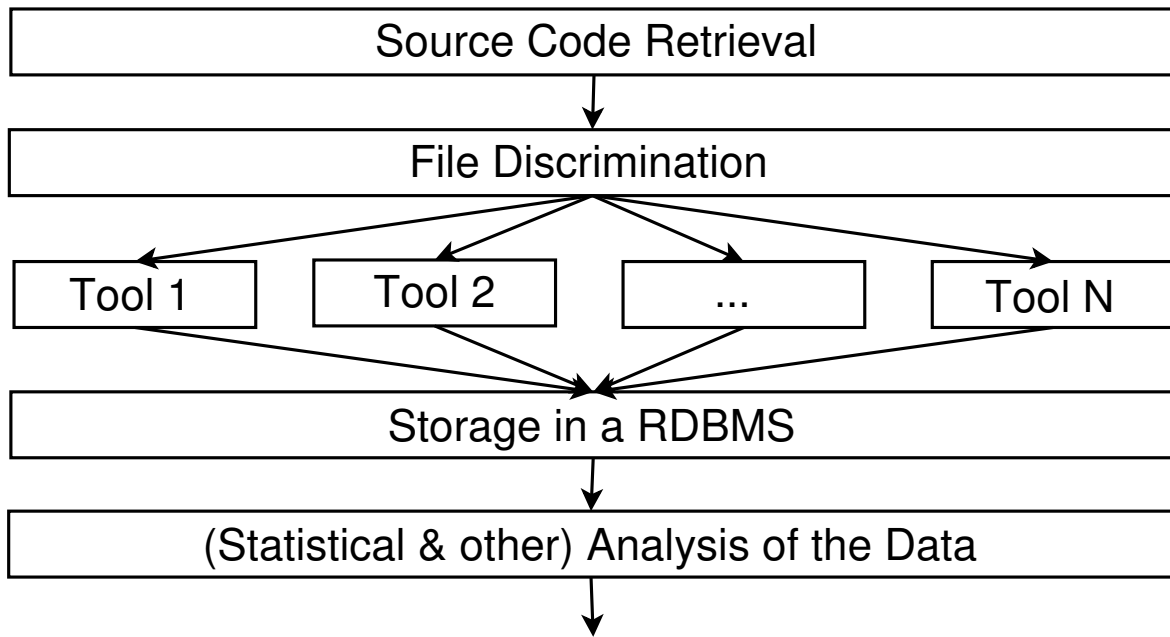 Source Code Retrieval
File Discrimination
Tool 1
Tool 2
...
Tool N
Storage in a RDBMS
(Statistical & other) Analysis of the Data